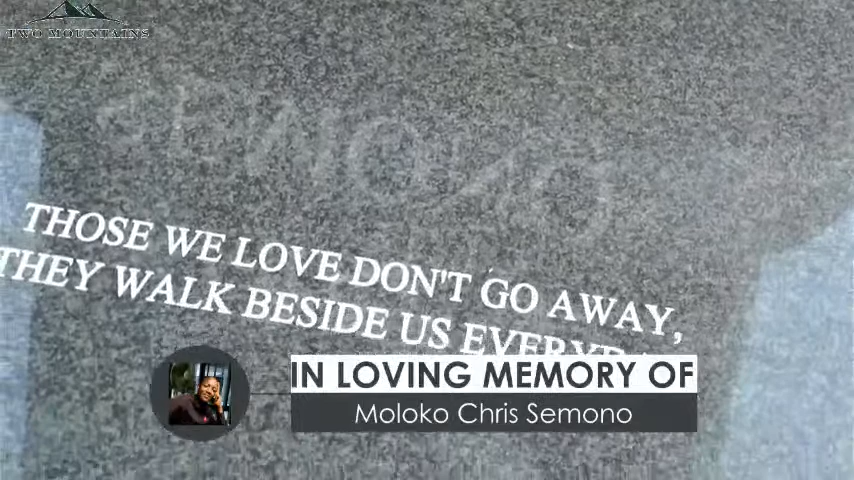 TWO MOUNTAINS
THOSE WE LOVE DON'T GO AWAY,
THEY WALK BESIDE US
IN LOVING MEMORY OF
Moloko Chris Semono